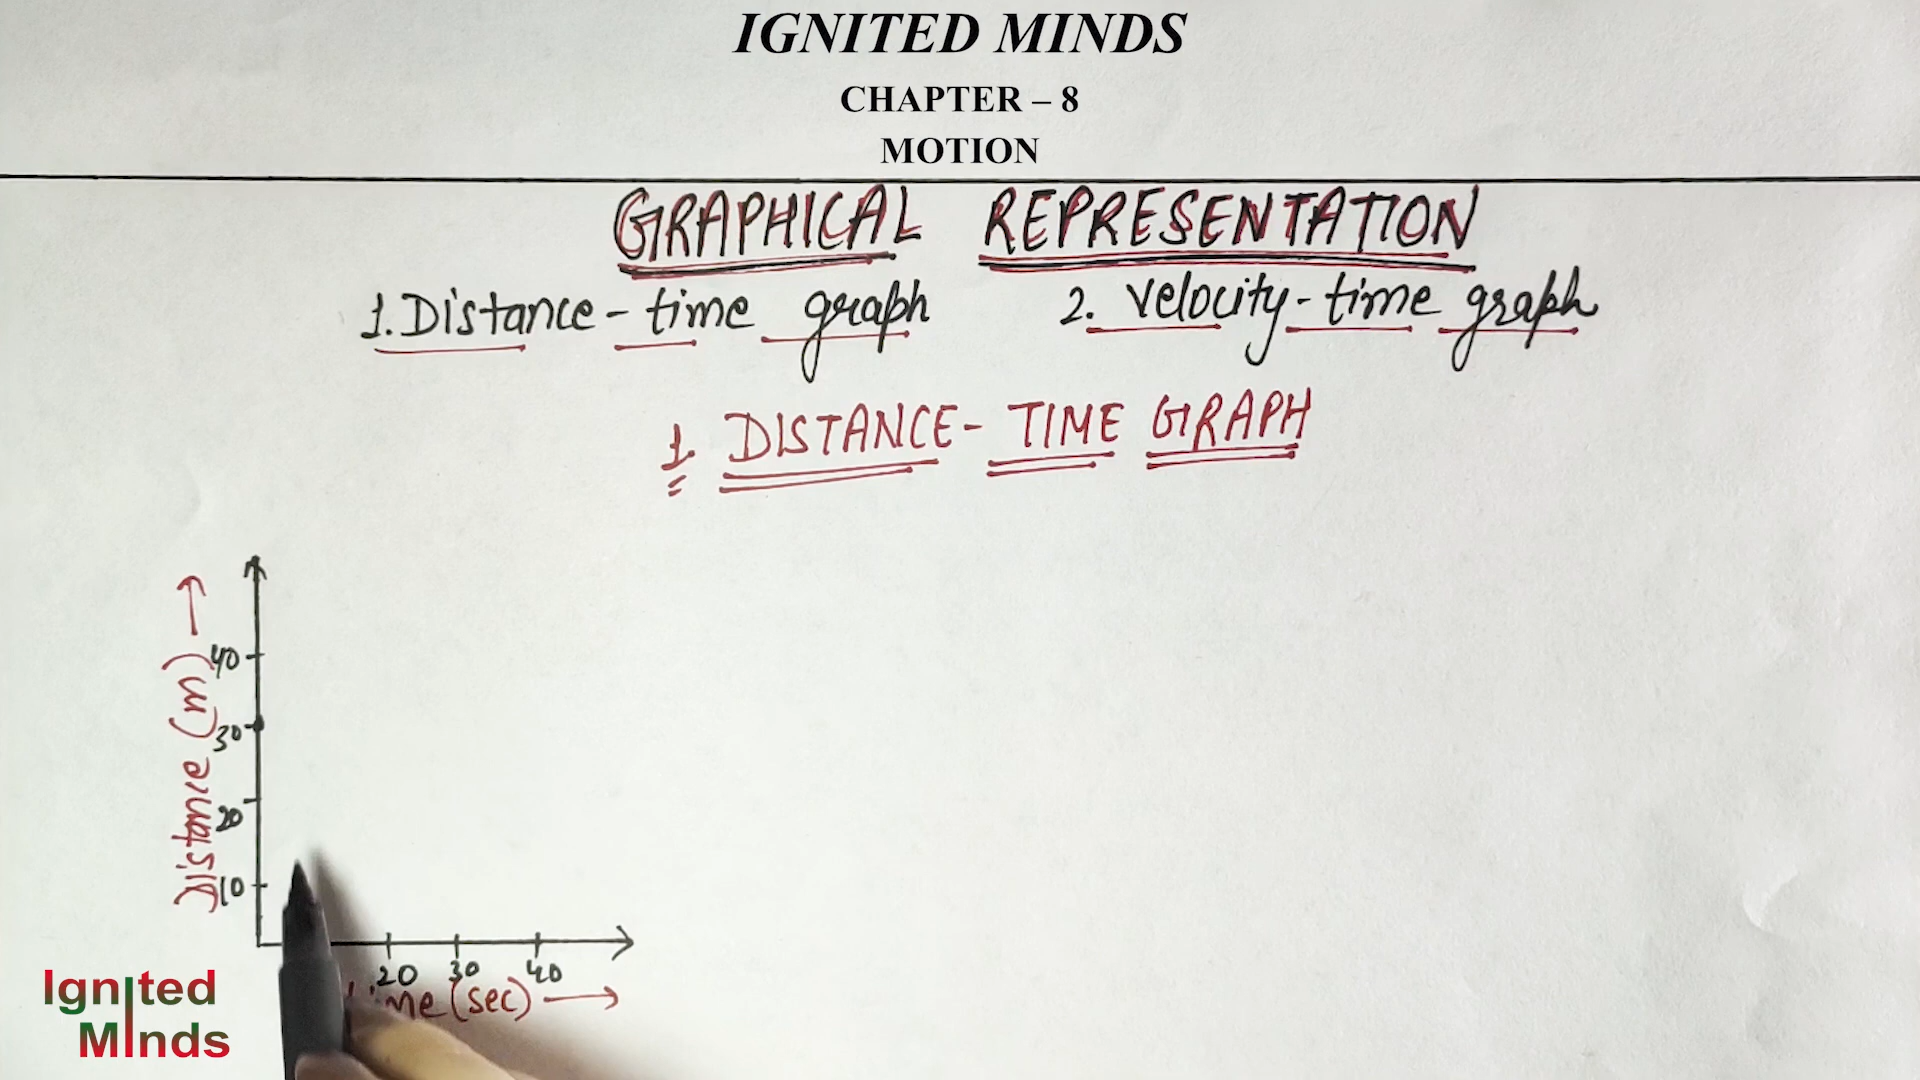 IGNITED MINDS
CHAPTER – 8
MOTION
GRAPHICAL REPRESENTATION
1. Distance - time graph 2. velocity - time graph
1. DISTANCE - TIME GRAPH
Distance (m) →
40
30
20
10
20 30 40
(sec) →
Ignited
Minds